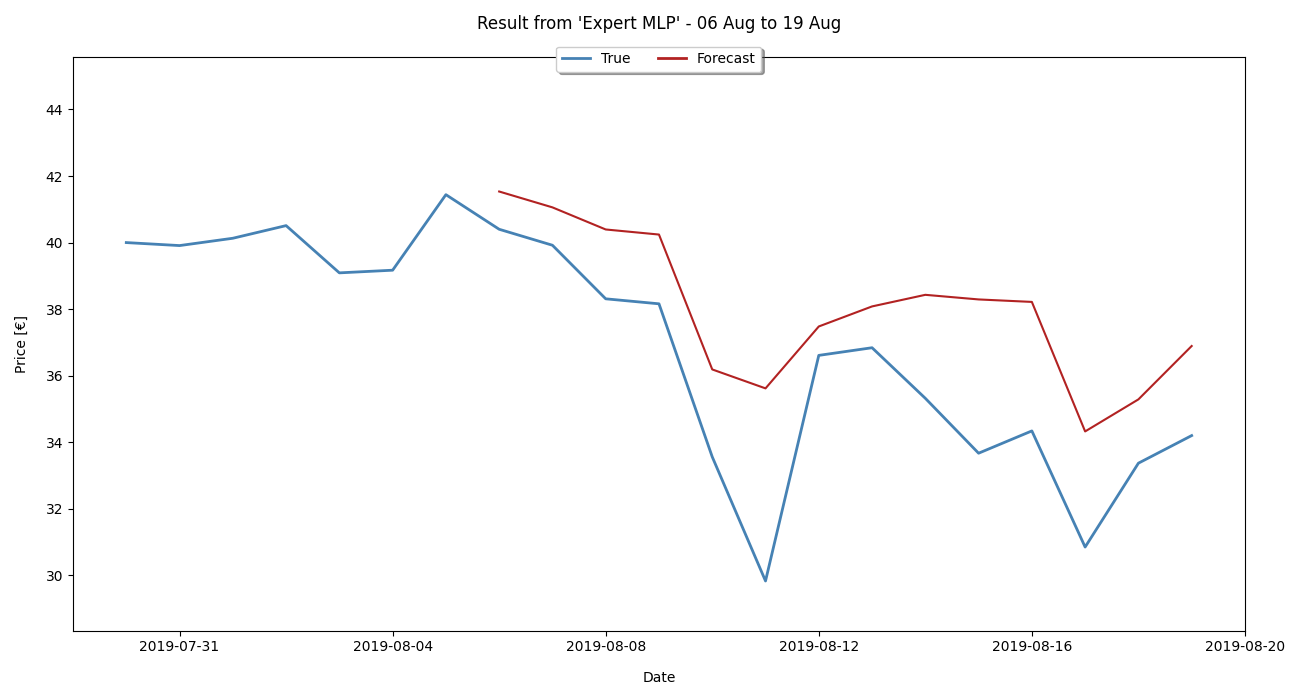 Result from 'Expert MLP' - 06 Aug to 19 Aug
True Forecast
44
42
40
38
36
34
32
30
Price [€]
2019-07-31 2019-08-04 2019-08-08 2019-08-12 2019-08-16 2019-08-20
Date